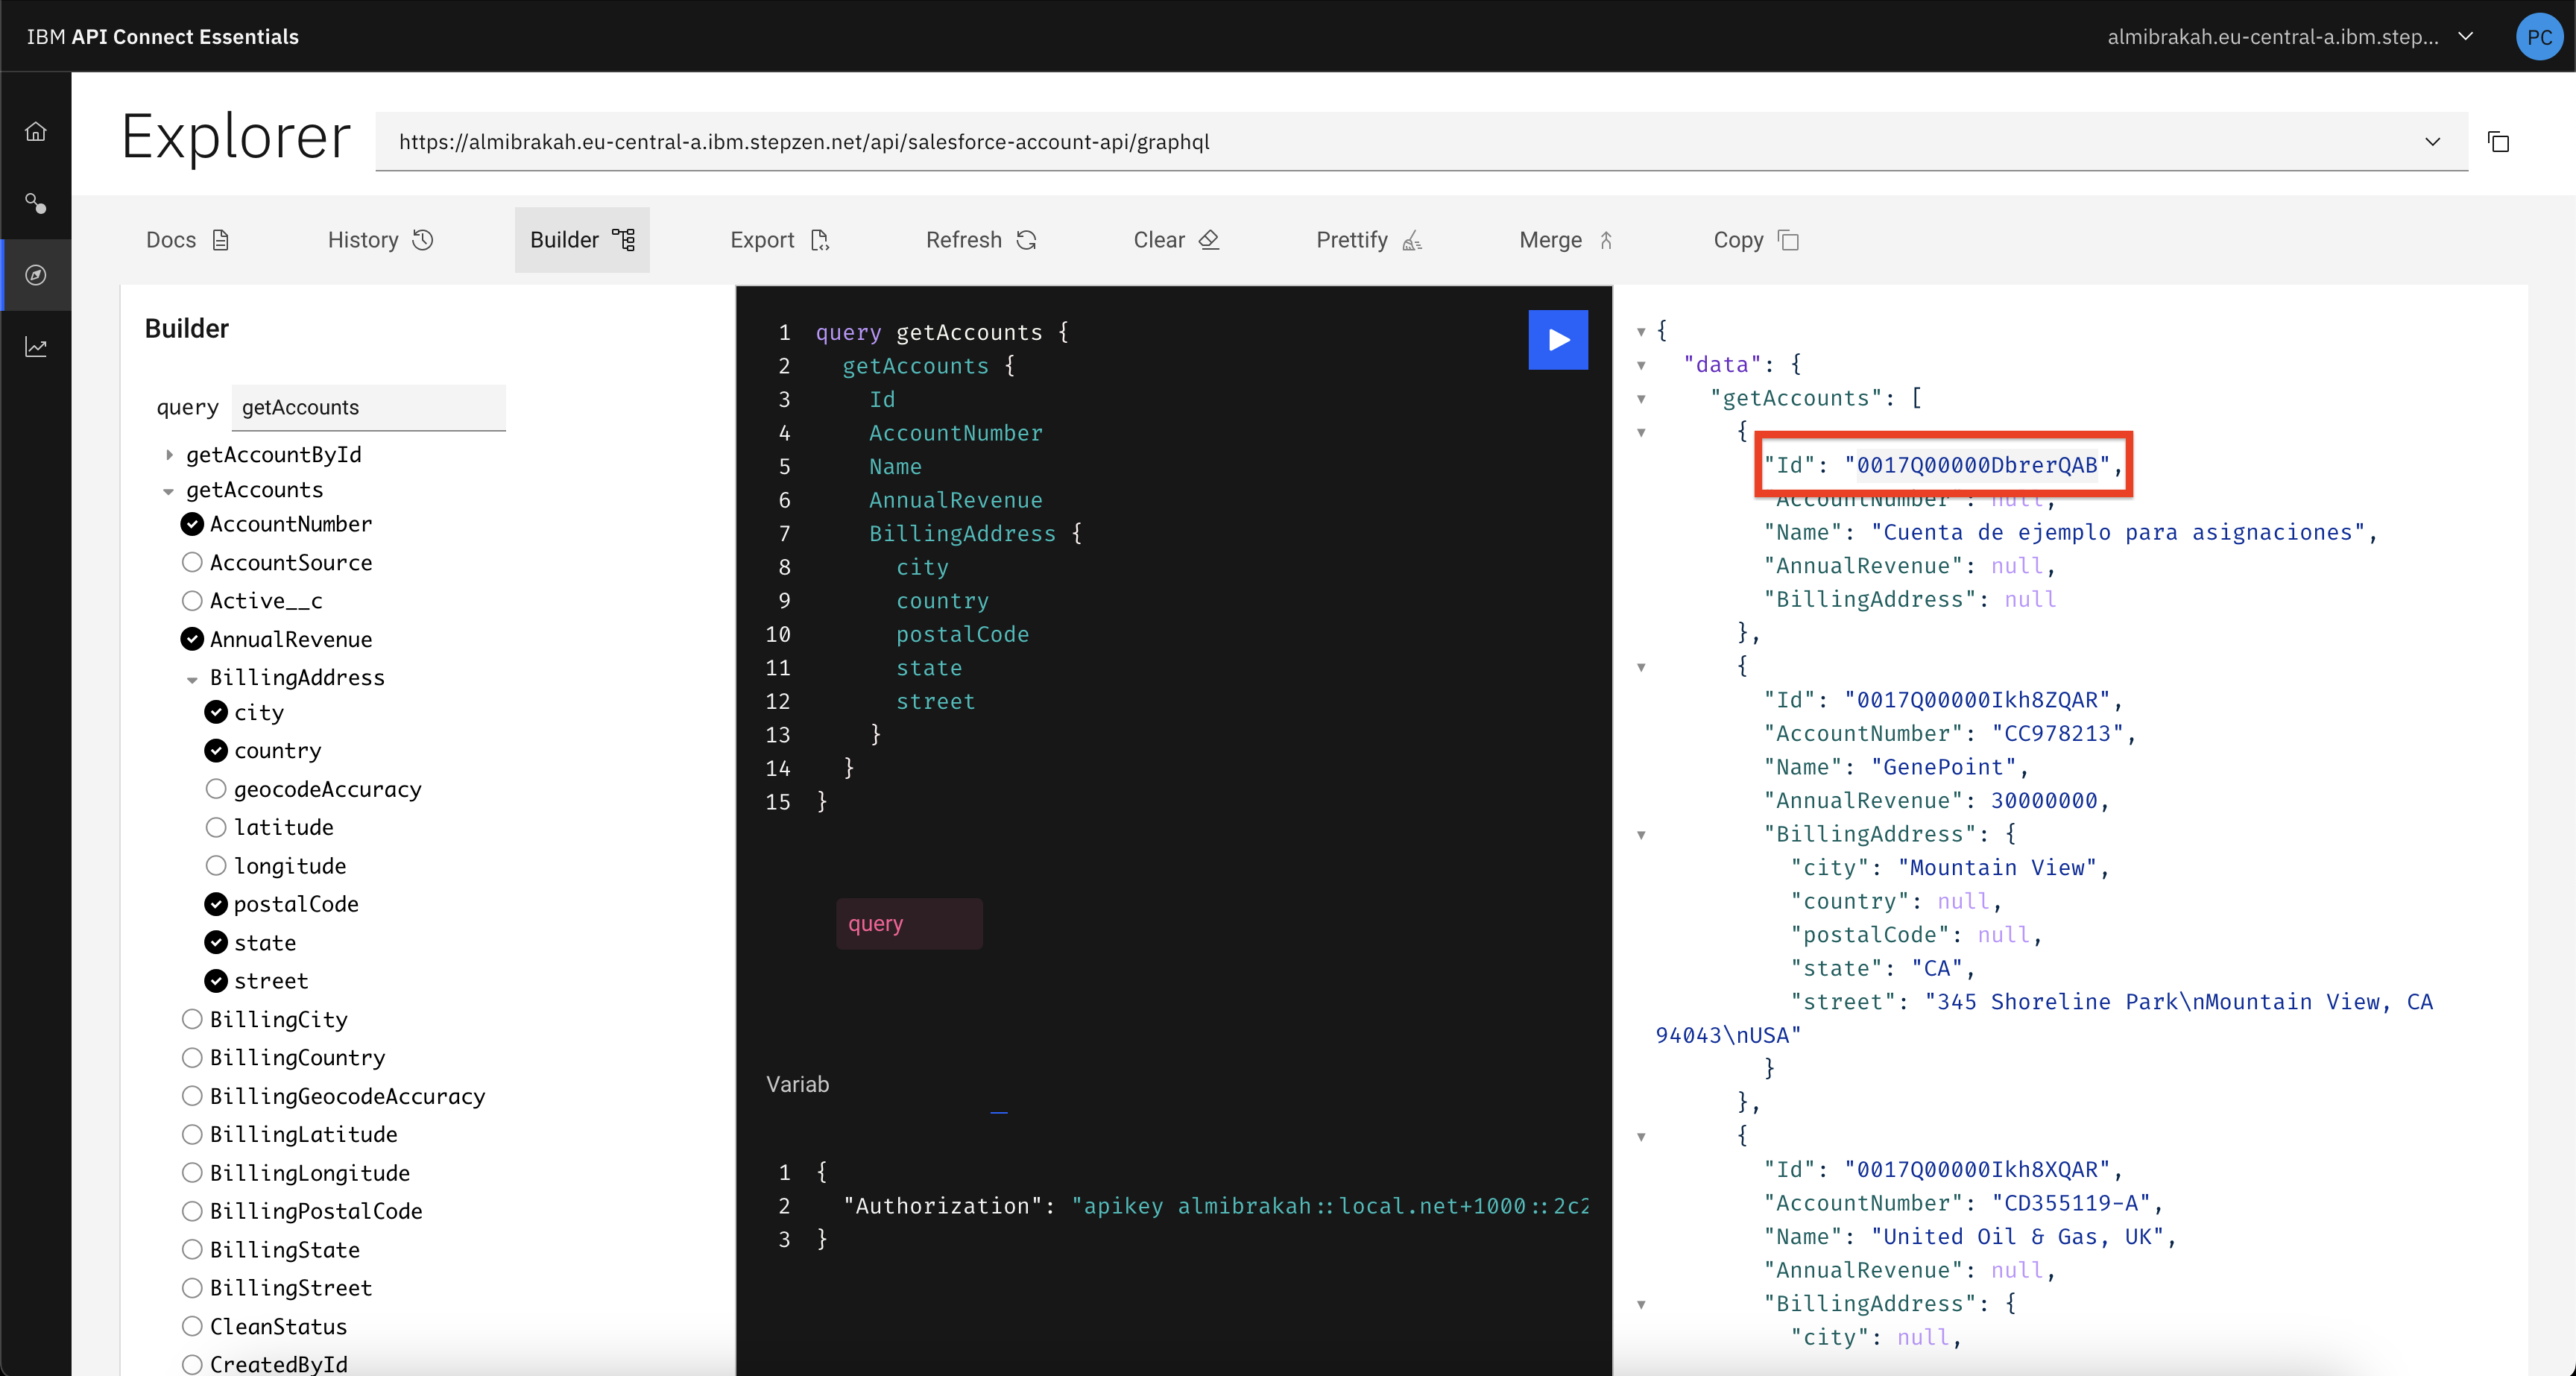 IBM API Connect Essentials
almibrakah.eu-central-a.ibm.step...
PC
Explorer
https://almibrakah.eu-central-a.ibm.stepzen.net/api/salesforce-account-api/graphql
Docs
History
Builder
Export
Refresh
Clear
Prettify
Merge
Copy
Builder
query getAccounts
getAccountById
getAccounts
AccountNumber
AccountSource
Active__c
AnnualRevenue
BillingAddress
city
country
geocodeAccuracy
latitude
longitude
postalCode
state
street
BillingCity
BillingCountry
BillingGeocodeAccuracy
BillingLatitude
BillingLongitude
BillingPostalCode
BillingState
BillingStreet
CleanStatus
CreatedById
1 query getAccounts {
2 getAccounts {
3 Id
4 AccountNumber
5 Name
6 AnnualRevenue
7 BillingAddress {
8 city
9 country
10 postalCode
11 state
12 street
13 }
14 }
15 }
query
Variab
1 {
2 "Authorization": "apikey almibrakah::local.net+1000::2c2
3 }
{
"data": {
"getAccounts": [
{
"Id": "0017Q00000DbrerQAB",
"AccountNumber": null,
"Name": "Cuenta de ejemplo para asignaciones",
"AnnualRevenue": null,
"BillingAddress": null
},
{
"Id": "0017Q00000Ikh8ZQAR",
"AccountNumber": "CC978213",
"Name": "GenePoint",
"AnnualRevenue": 30000000,
"BillingAddress": {
"city": "Mountain View",
"country": null,
"postalCode": null,
"state": "CA",
"street": "345 Shoreline Park\nMountain View, CA
94043\nUSA"
}
},
{
"Id": "0017Q00000Ikh8XQAR",
"AccountNumber": "CD355119-A",
"Name": "United Oil & Gas, UK",
"AnnualRevenue": null,
"BillingAddress": {
"city": null,